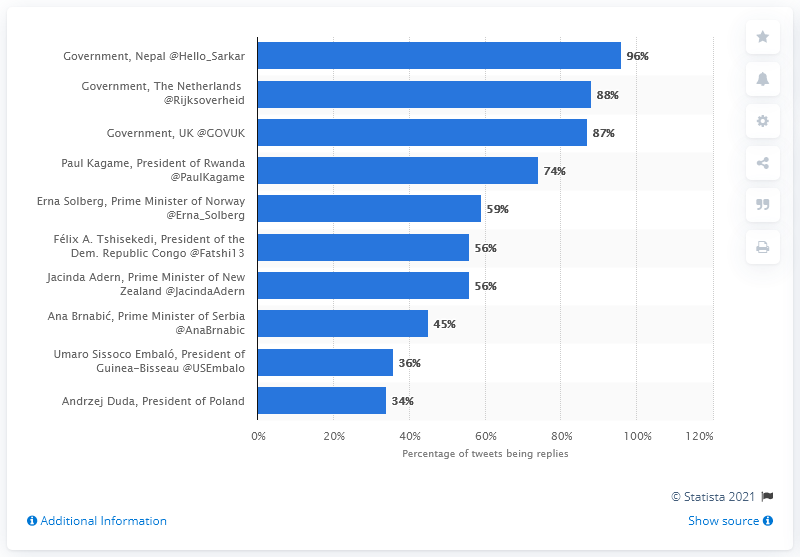 Government, Nepal @Hello_Sarkar
96%
Government, The Netherlands
@Rijksoverheid
88%
Government, UK @GOVUK
87%
Paul Kagame, President of Rwanda
@PaulKagame
74%
Erna Solberg, Prime Minister of Norway
@Erna_Solberg
59%
Félix A. Tshisekedi, President of the
Dem. Republic Congo @Fatshi13
56%
Jacinda Adern, Prime Minister of New
Zealand @JacindaAdern
56%
Ana Brnabić, Prime Minister of Serbia
@AnaBrnabic
45%
Umaro Sissoco Embaló, President of
Guinea-Bisseau @USEmbalo
36%
Andrzej Duda, President of Poland
34%
0% 20% 40% 60% 80% 100% 120%
Percentage of tweets being replies
© Statista 2021
Additional Information
Show source